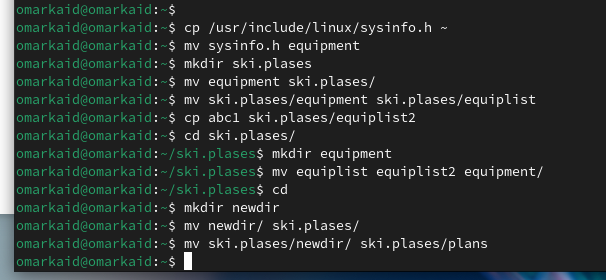 omarkaid@omarkaid:~$
omarkaid@omarkaid:~$ cp /usr/include/linux/sysinfo.h ~
omarkaid@omarkaid:~$ mv sysinfo.h equipment
omarkaid@omarkaid:~$ mkdir ski.plases
omarkaid@omarkaid:~$ mv equipment ski.plases/
omarkaid@omarkaid:~$ mv ski.plases/equipment ski.plases/equiplist
omarkaid@omarkaid:~$ cp abc1 ski.plases/equiplist2
omarkaid@omarkaid:~$ cd ski.plases/
omarkaid@omarkaid:~/ski.plases$ mkdir equipment
omarkaid@omarkaid:~/ski.plases$ mv equiplist equiplist2 equipment/
omarkaid@omarkaid:~/ski.plases$ cd
omarkaid@omarkaid:~$ mkdir newdir
omarkaid@omarkaid:~$ mv newdir/ ski.plases/
omarkaid@omarkaid:~$ mv ski.plases/newdir/ ski.plases/plans
omarkaid@omarkaid:~$